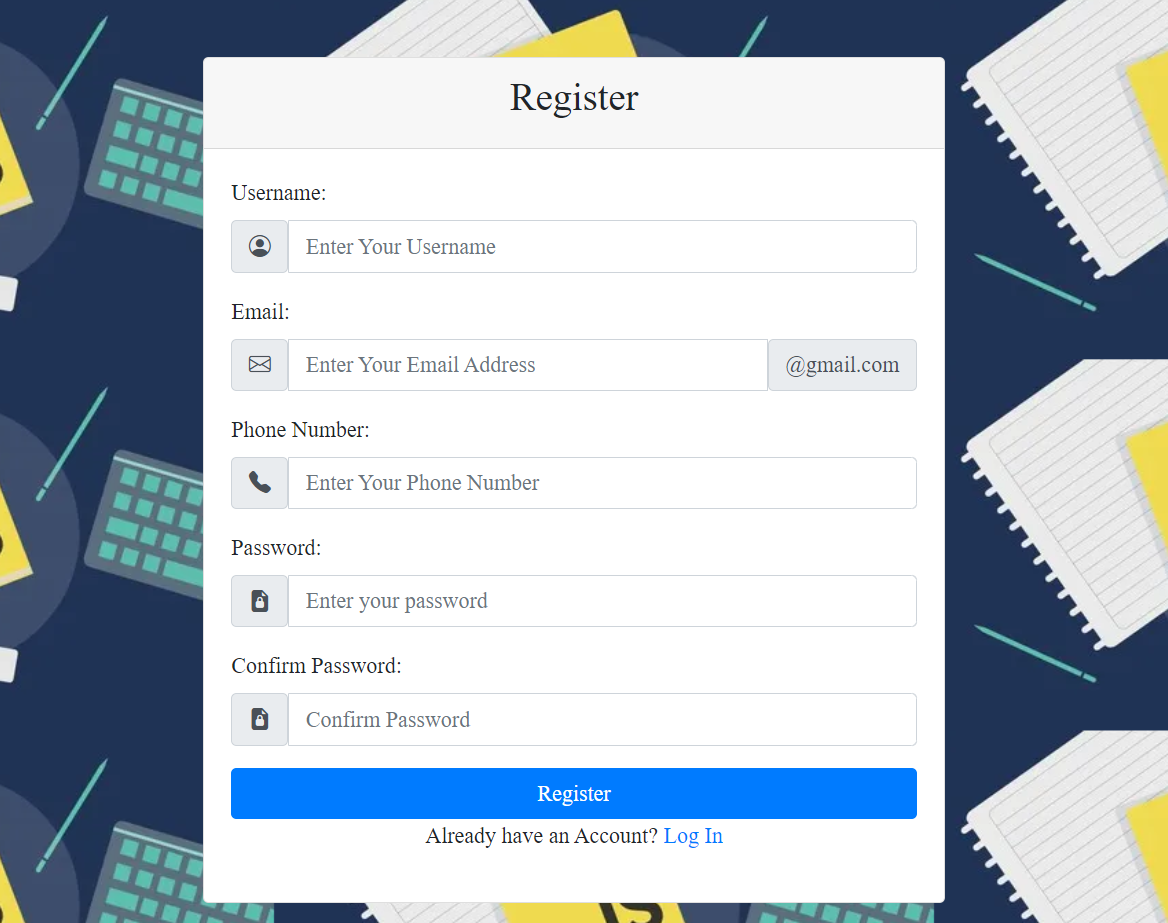 Register
Username:
Enter Your Username
Email:
Enter Your Email Address @gmail.com
Phone Number:
Enter Your Phone Number
Password:
Enter your password
Confirm Password:
Confirm Password
Register
Already have an Account? Log In